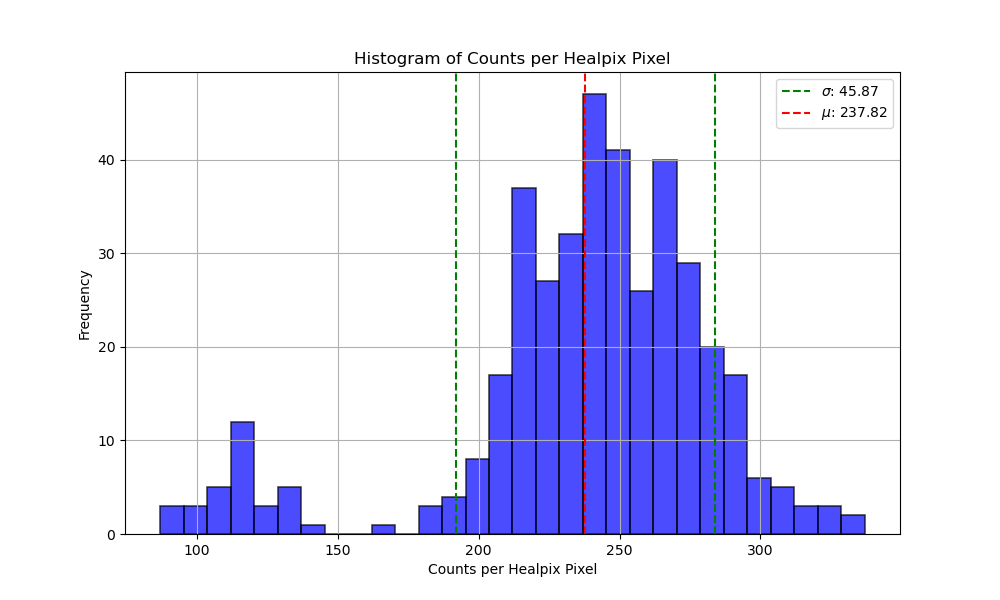 Histogram of Counts per Healpix Pixel
σ: 45.87
μ: 237.82
Frequency
40
30
20
10
0
100 150 200 250 300
Counts per Healpix Pixel